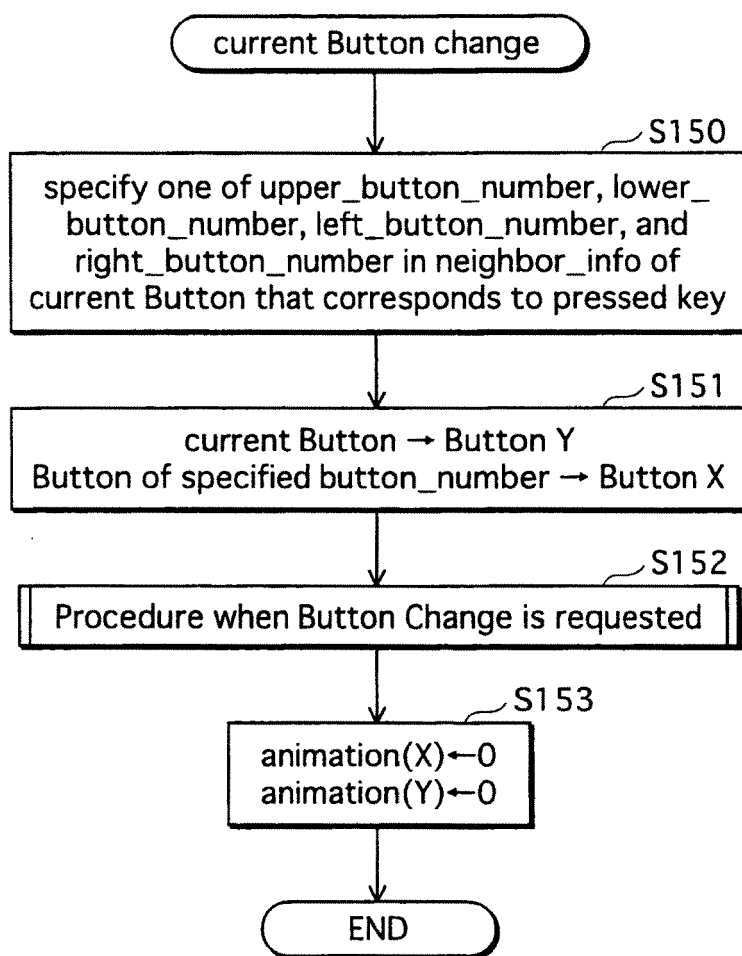 current Button change
S150
specify one of upper_button_number, lower_
button_number, left_button_number, and
right_button_number in neighbor_info of
current Button that corresponds to pressed key
S151
current Button → Button Y
Button of specified button_number → Button X
S152
Procedure when Button Change is requested
S153
animation(X)←0
animation(Y)←0
END